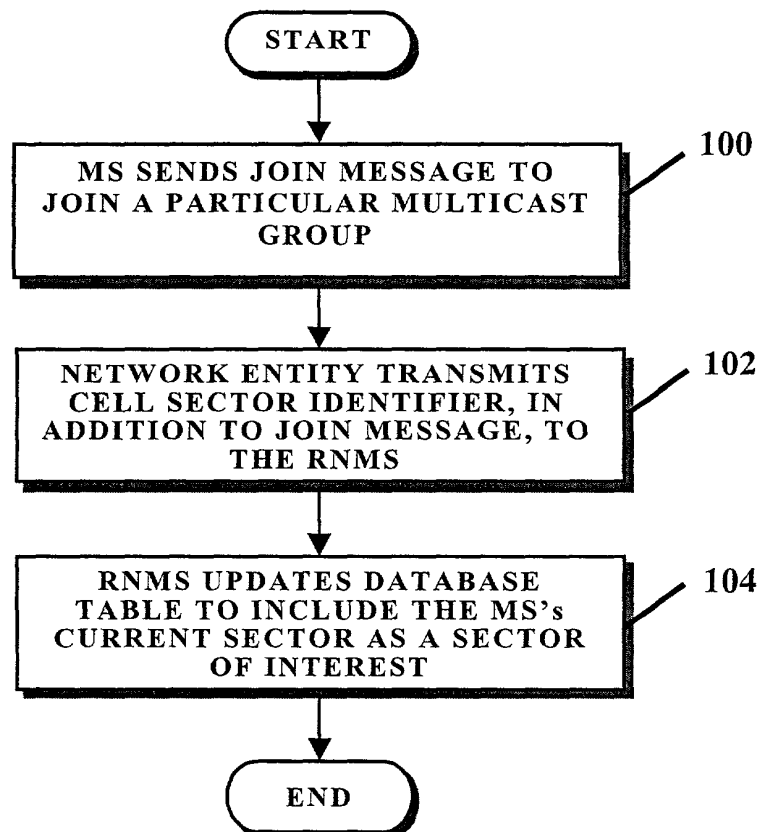 START
MS SENDS JOIN MESSAGE TO
JOIN A PARTICULAR MULTICAST
GROUP
100
NETWORK ENTITY TRANSMITS
CELL SECTOR IDENTIFIER, IN
ADDITION TO JOIN MESSAGE, TO
THE RNMS
102
RNMS UPDATES DATABASE
TABLE TO INCLUDE THE MS's
CURRENT SECTOR AS A SECTOR
OF INTEREST
104
END